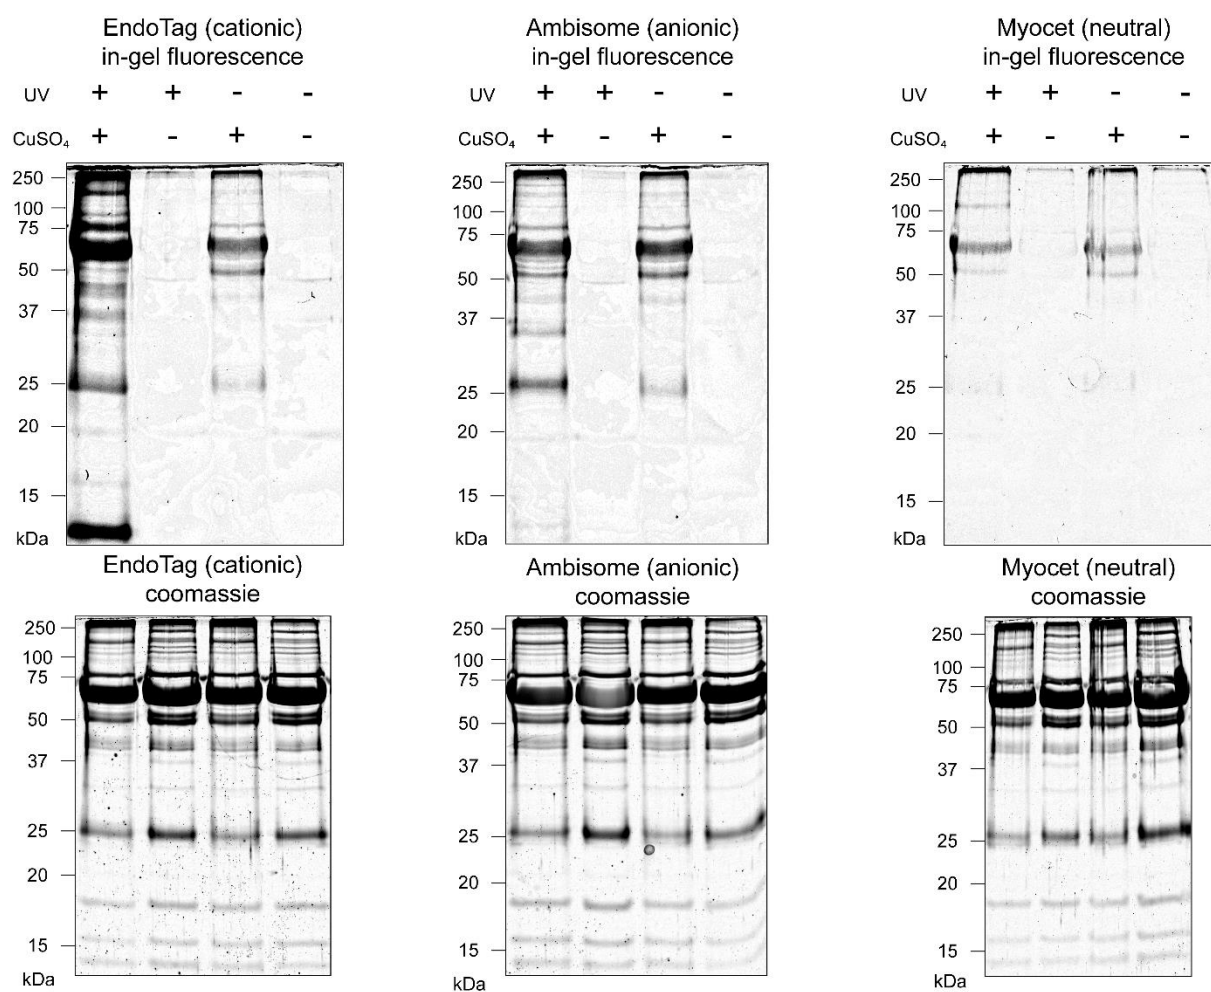 EndoTag (cationic)
in-gel fluorescence
UV + + - -
CuSO₄ + - + -
250
100
75
50
37
25
20
15
kDa
Ambisome (anionic)
in-gel fluorescence
UV + + - -
CuSO₄ + - + -
250
100
75
50
37
25
20
15
kDa
Myocet (neutral)
in-gel fluorescence
UV + + - -
CuSO₄ + - + -
250
100
75
50
37
25
20
15
kDa
EndoTag (cationic)
coomassie
250
100
75
50
37
25
20
15
kDa
Ambisome (anionic)
coomassie
250
100
75
50
37
25
20
15
kDa
Myocet (neutral)
coomassie
250
100
75
50
37
25
20
15
kDa